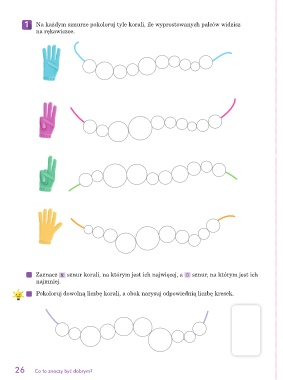 1 Na każdym sznurze pokoloruj tyle korali, ile wyprostowanych palców widzisz
na rękawiczce.
Zaznacz sznur korali, na którym jest ich najwięcej, a sznur, na którym jest ich
najmniej.
Pokoloruj dowolną liczbę korali, a obok narysuj odpowiednią liczbę kresek.
26 Co to znaczy być dobrym?